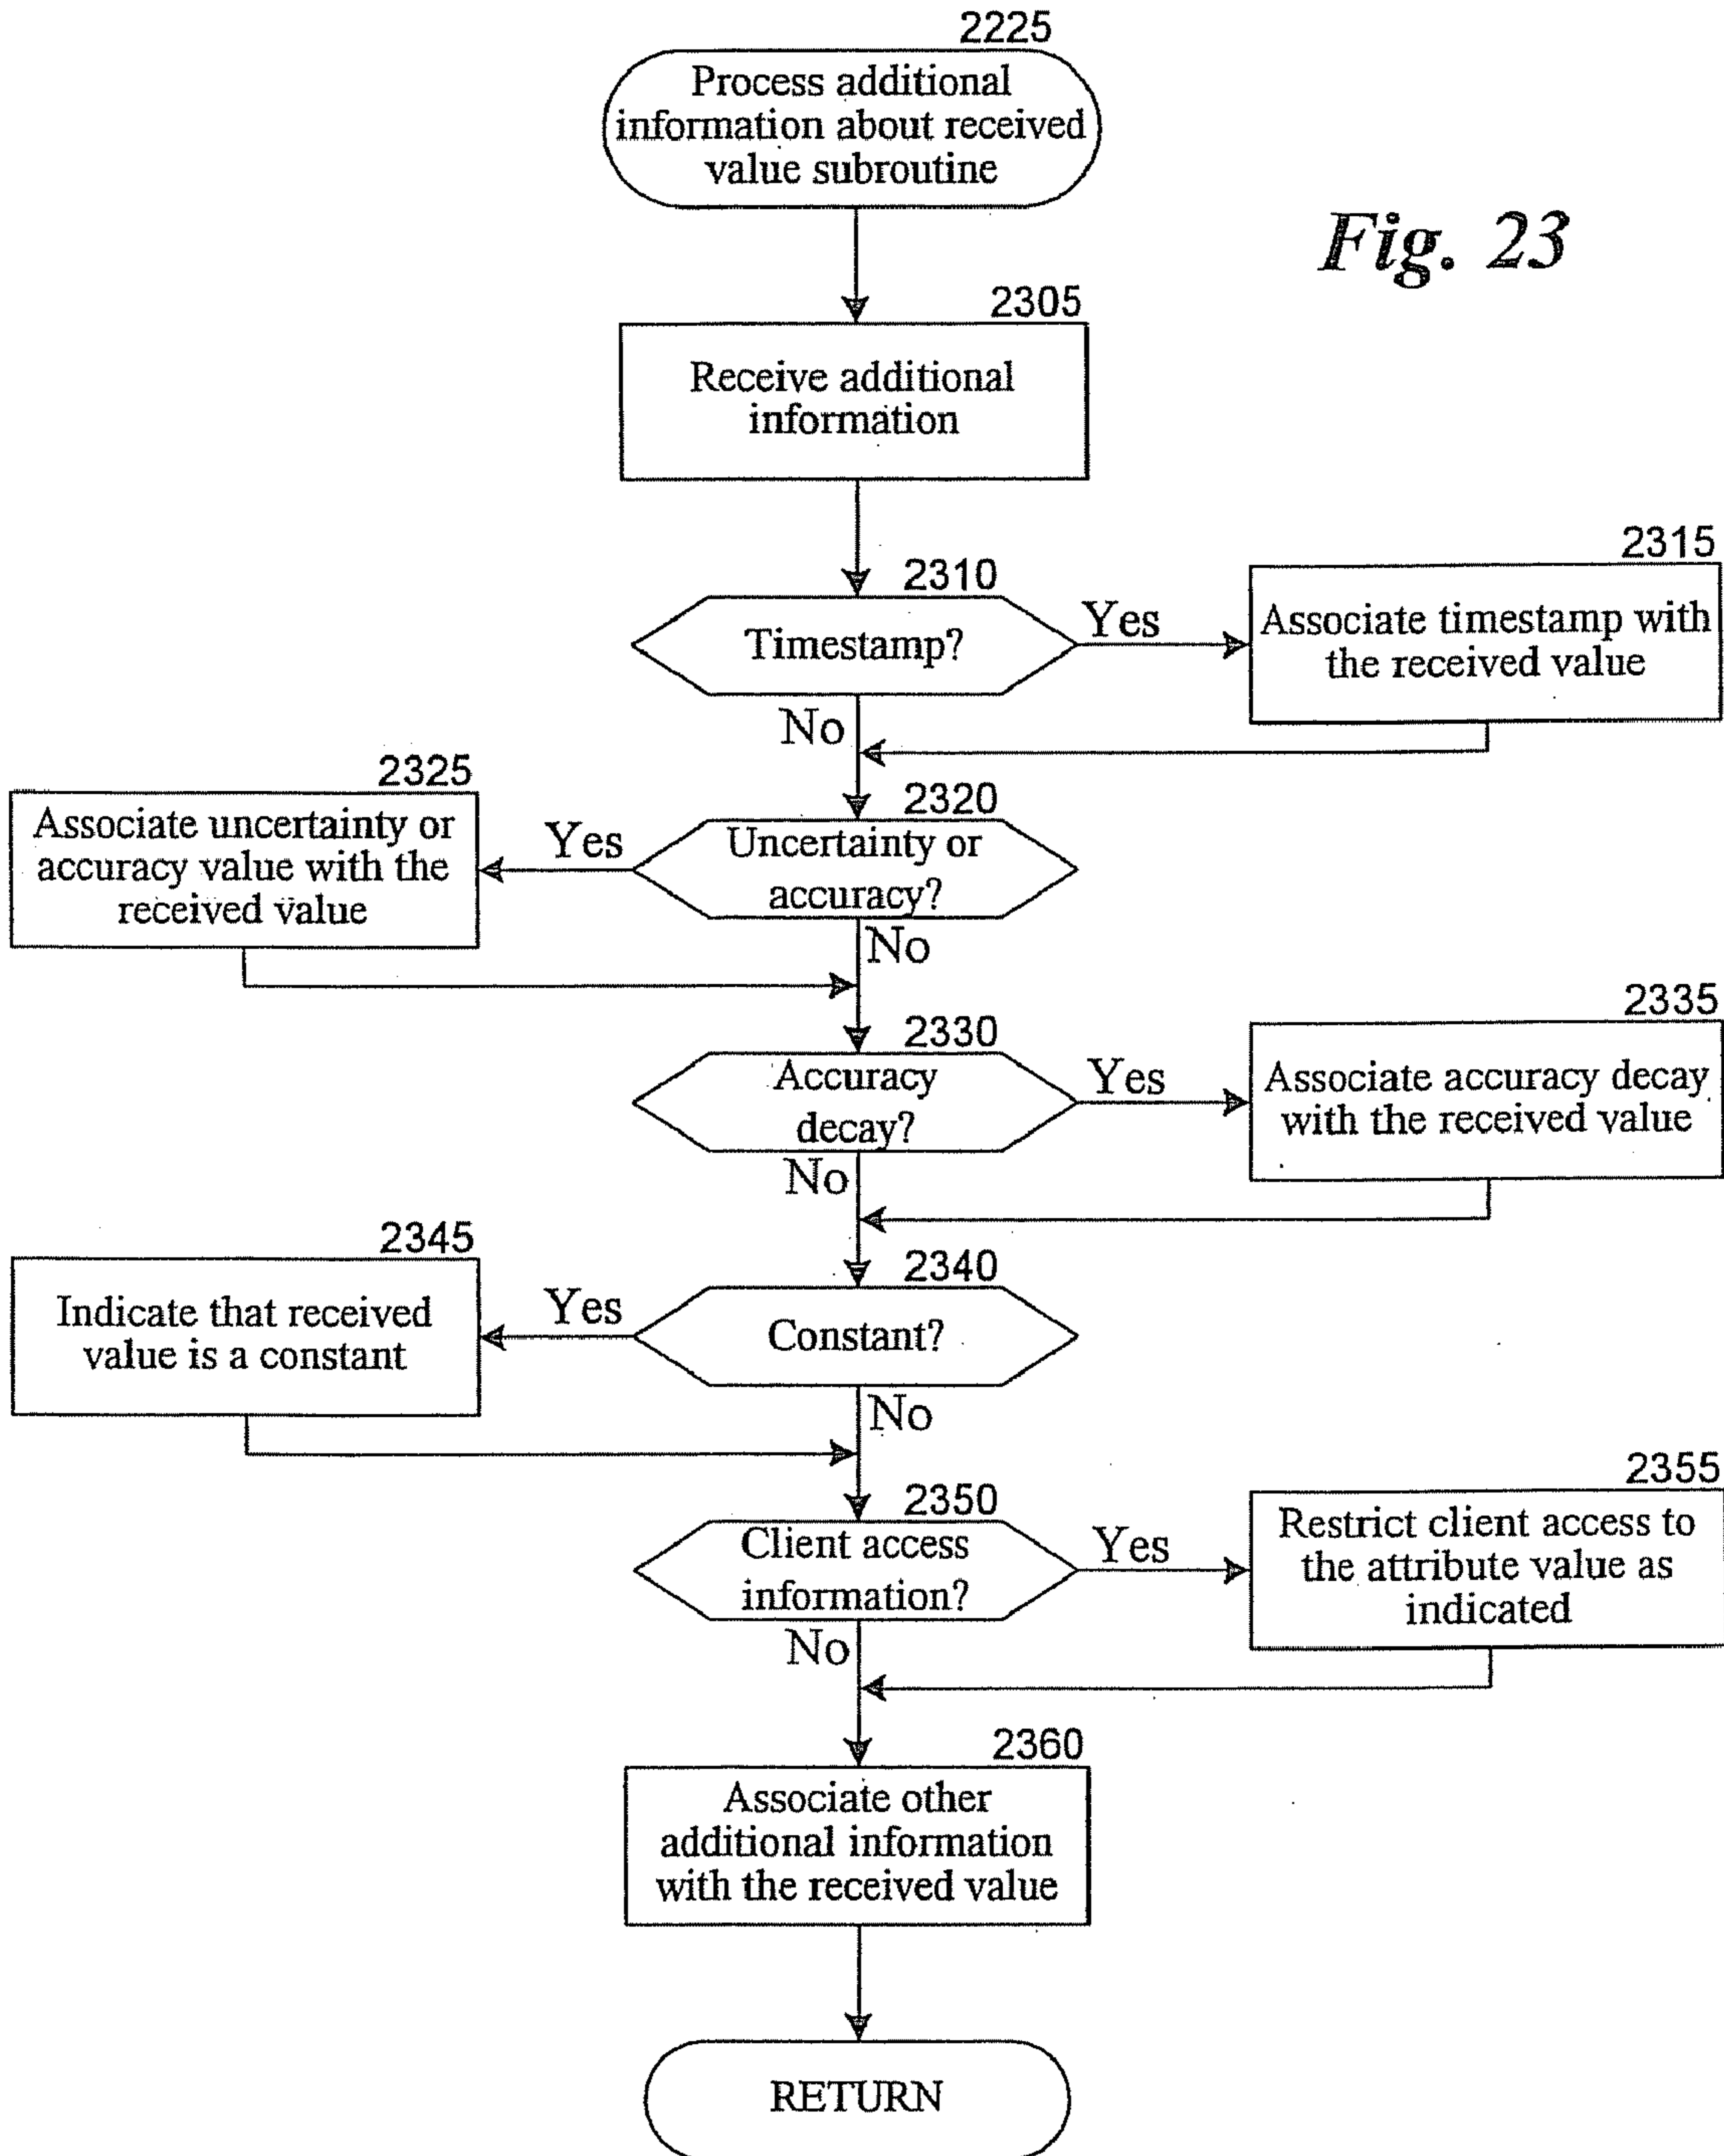 2225
Process additional
information about received
value subroutine
Fig. 23
2305
Receive additional
information
2310
Timestamp?
Yes
2315
Associate timestamp with
the received value
No
2325
Associate uncertainty or
accuracy value with the
received value
Yes
2320
Uncertainty or
accuracy?
No
2330
Accuracy
decay?
Yes
2335
Associate accuracy decay
with the received value
No
2345
Indicate that received
value is a constant
Yes
2340
Constant?
No
2350
Client access
information?
Yes
2355
Restrict client access to
the attribute value as
indicated
No
2360
Associate other
additional information
with the received value
RETURN